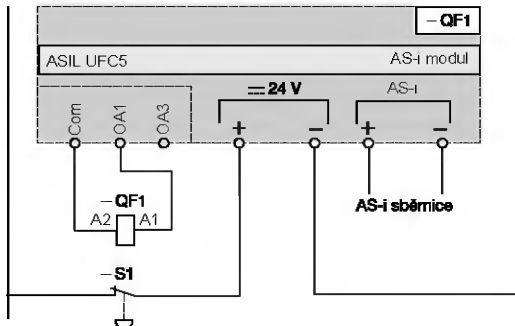 –QF1
ASIL UFC5 AS-i modul
24 V AS-i
Com OA1 OA3 + – + –
–QF1
A2 A1
AS-i sběrnice
–S1